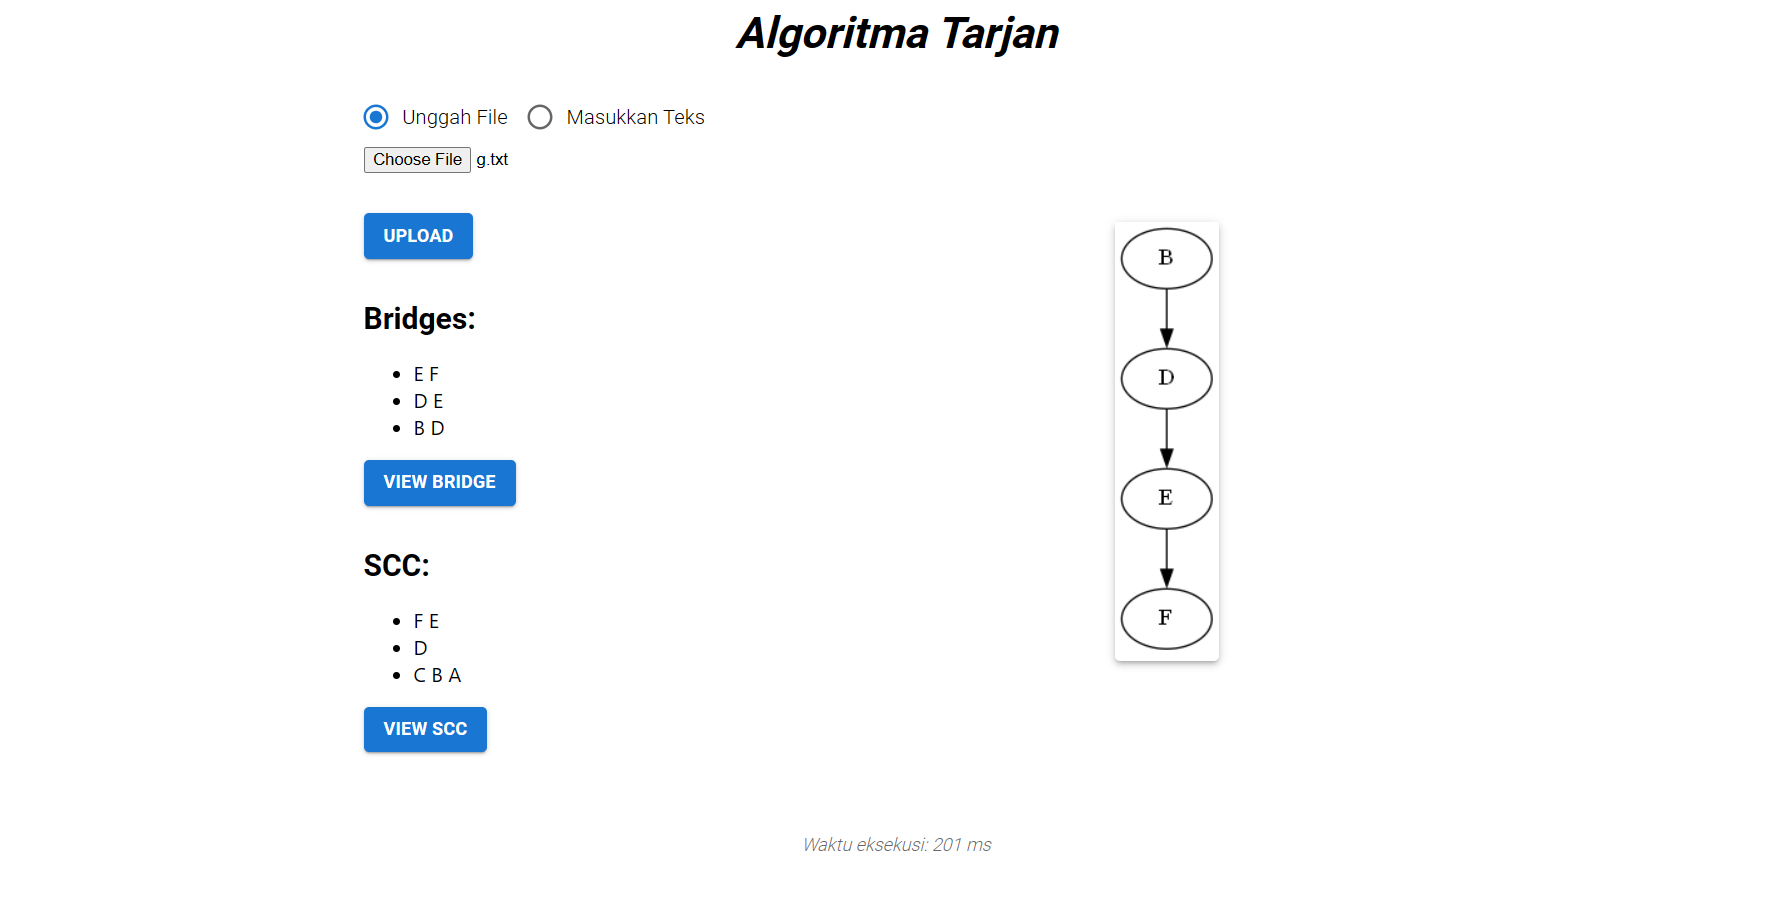 Algoritma Tarjan
Unggah File Masukkan Teks
Choose File g.txt
UPLOAD
Bridges:
E F
D E
B D
VIEW BRIDGE
SCC:
F E
D
C B A
VIEW SCC
B
D
E
F
Waktu eksekusi: 201 ms